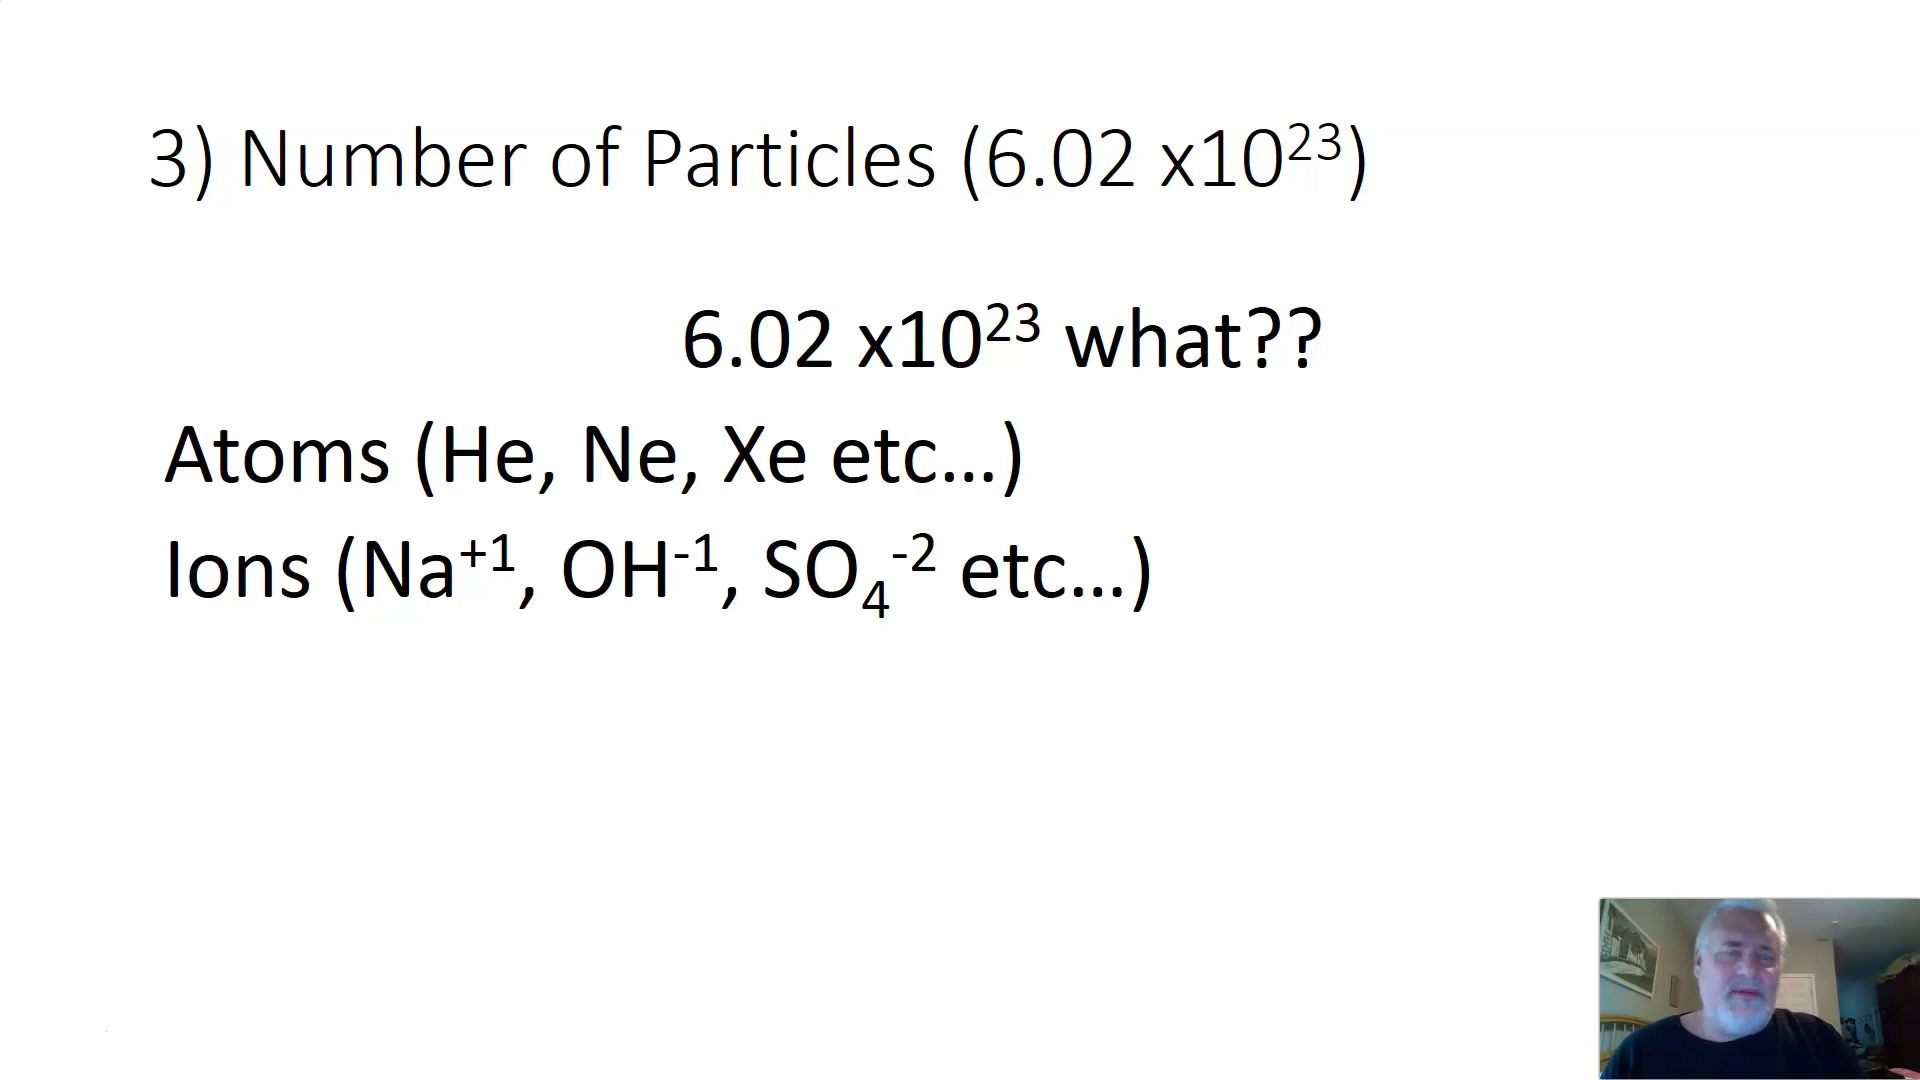 3) Number of Particles (6.02 x10²³)
6.02 x10²³ what??
Atoms (He, Ne, Xe etc…)
Ions (Na⁺¹, OH⁻¹, SO₄⁻² etc…)